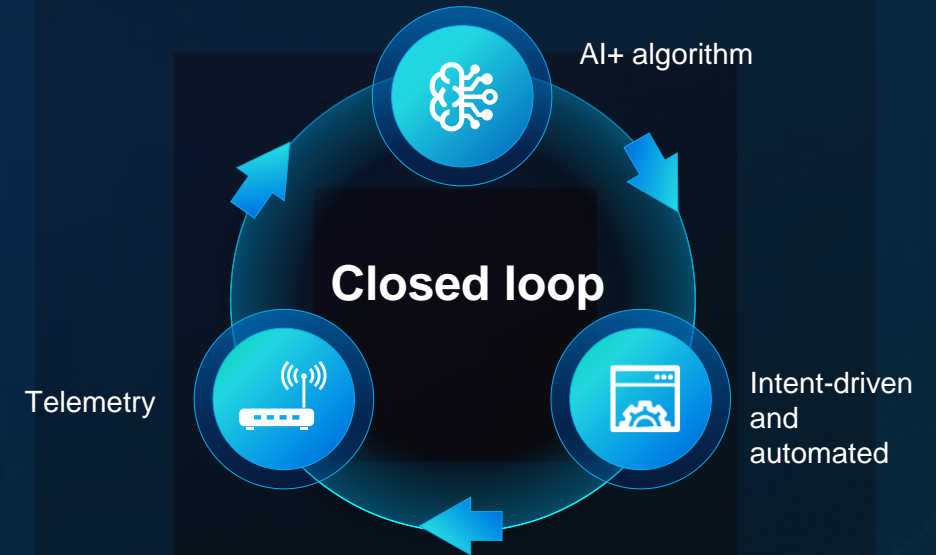 AI+ algorithm
Closed loop
Telemetry
Intent-driven
and
automated